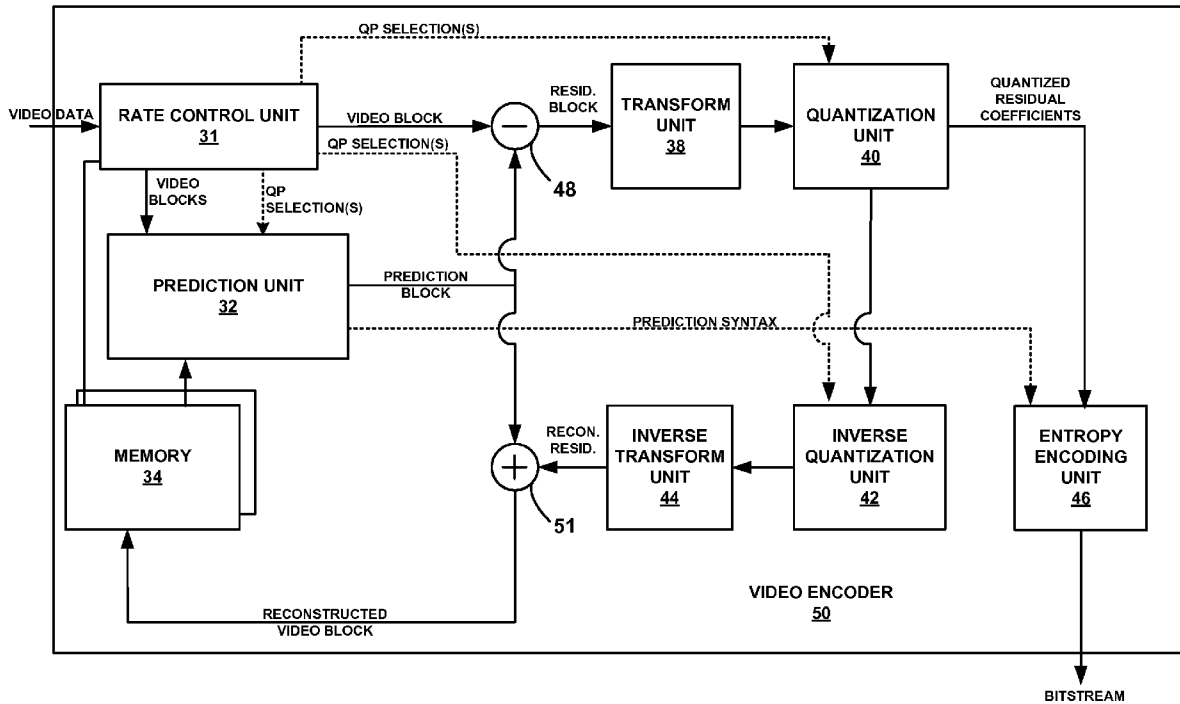 QP SELECTION(S)
VIDEO DATA
RATE CONTROL UNIT
31
VIDEO BLOCK
QP SELECTION(S)
48
RESID.
BLOCK
TRANSFORM
UNIT
38
QUANTIZATION
UNIT
40
QUANTIZED
RESIDUAL
COEFFICIENTS
VIDEO
BLOCKS
QP
SELECTION(S)
PREDICTION UNIT
32
PREDICTION
BLOCK
PREDICTION SYNTAX
MEMORY
34
51
RECON.
RESID.
INVERSE
TRANSFORM
UNIT
44
INVERSE
QUANTIZATION
UNIT
42
ENTROPY
ENCODING
UNIT
46
RECONSTRUCTED
VIDEO BLOCK
VIDEO ENCODER
50
BITSTREAM